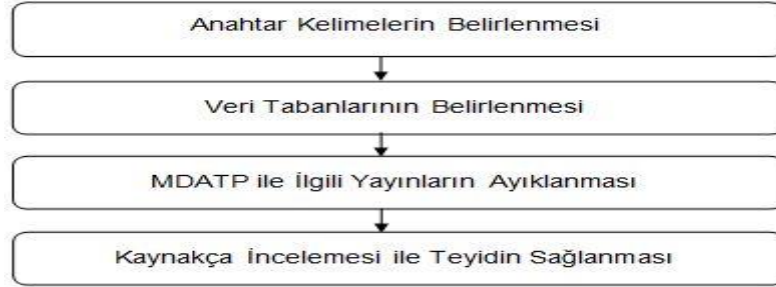 Anahtar Kelimelerin Belirlenmesi
Veri Tabanlarının Belirlenmesi
MDATP ile İlgili Yayınların Ayıklanması
Kaynakça İncelemesi ile Teyidin Sağlanması